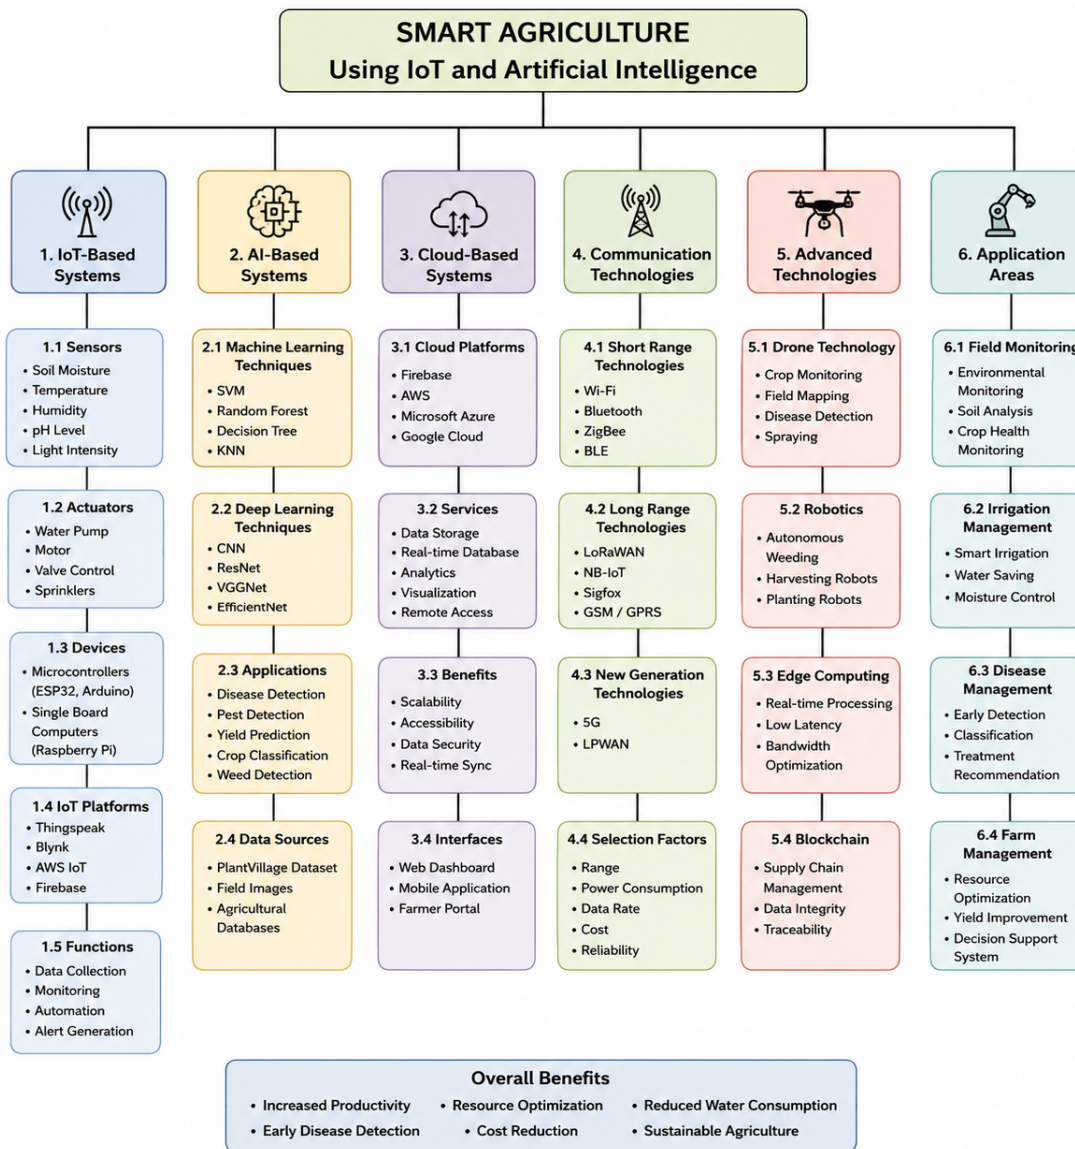 SMART AGRICULTURE
Using IoT and Artificial Intelligence
1. IoT-Based
Systems
1.1 Sensors
• Soil Moisture
• Temperature
• Humidity
• pH Level
• Light Intensity
1.2 Actuators
• Water Pump
• Motor
• Valve Control
• Sprinklers
1.3 Devices
• Microcontrollers
(ESP32, Arduino)
• Single Board
Computers
(Raspberry Pi)
1.4 IoT Platforms
• Thingspeak
• Blynk
• AWS IoT
• Firebase
1.5 Functions
• Data Collection
• Monitoring
• Automation
• Alert Generation
2. AI-Based
Systems
2.1 Machine Learning
Techniques
• SVM
• Random Forest
• Decision Tree
• KNN
2.2 Deep Learning
Techniques
• CNN
• ResNet
• VGGNet
• EfficientNet
2.3 Applications
• Disease Detection
• Pest Detection
• Yield Prediction
• Crop Classification
• Weed Detection
2.4 Data Sources
• PlantVillage Dataset
• Field Images
• Agricultural
Databases
3. Cloud-Based
Systems
3.1 Cloud Platforms
• Firebase
• AWS
• Microsoft Azure
• Google Cloud
3.2 Services
• Data Storage
• Real-time Database
• Analytics
• Visualization
• Remote Access
3.3 Benefits
• Scalability
• Accessibility
• Data Security
• Real-time Sync
3.4 Interfaces
• Web Dashboard
• Mobile Application
• Farmer Portal
4. Communication
Technologies
4.1 Short Range
Technologies
• Wi-Fi
• Bluetooth
• ZigBee
• BLE
4.2 Long Range
Technologies
• LoRaWAN
• NB-IoT
• Sigfox
• GSM / GPRS
4.3 New Generation
Technologies
• 5G
• LPWAN
4.4 Selection Factors
• Range
• Power Consumption
• Data Rate
• Cost
• Reliability
5. Advanced
Technologies
5.1 Drone Technology
• Crop Monitoring
• Field Mapping
• Disease Detection
• Spraying
5.2 Robotics
• Autonomous
Weeding
• Harvesting Robots
• Planting Robots
5.3 Edge Computing
• Real-time Processing
• Low Latency
• Bandwidth
Optimization
5.4 Blockchain
• Supply Chain
Management
• Data Integrity
• Traceability
6. Application
Areas
6.1 Field Monitoring
• Environmental
Monitoring
• Soil Analysis
• Crop Health
Monitoring
6.2 Irrigation
Management
• Smart Irrigation
• Water Saving
• Moisture Control
6.3 Disease
Management
• Early Detection
• Classification
• Treatment
Recommendation
6.4 Farm
Management
• Resource
Optimization
• Yield Improvement
• Decision Support
System
Overall Benefits
• Increased Productivity • Resource Optimization • Reduced Water Consumption
• Early Disease Detection • Cost Reduction • Sustainable Agriculture